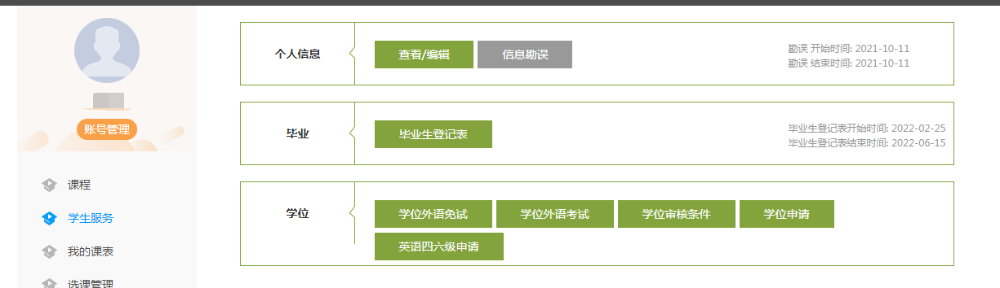 账号管理
课程
学生服务
我的课表
选课管理
个人信息
查看/编辑
信息勘误
勘误 开始时间: 2021-10-11
勘误 结束时间: 2021-10-11
毕业
毕业生登记表
毕业生登记表开始时间: 2022-02-25
毕业生登记表结束时间: 2022-06-15
学位
学位外语免试
学位外语考试
学位审核条件
学位申请
英语四六级申请